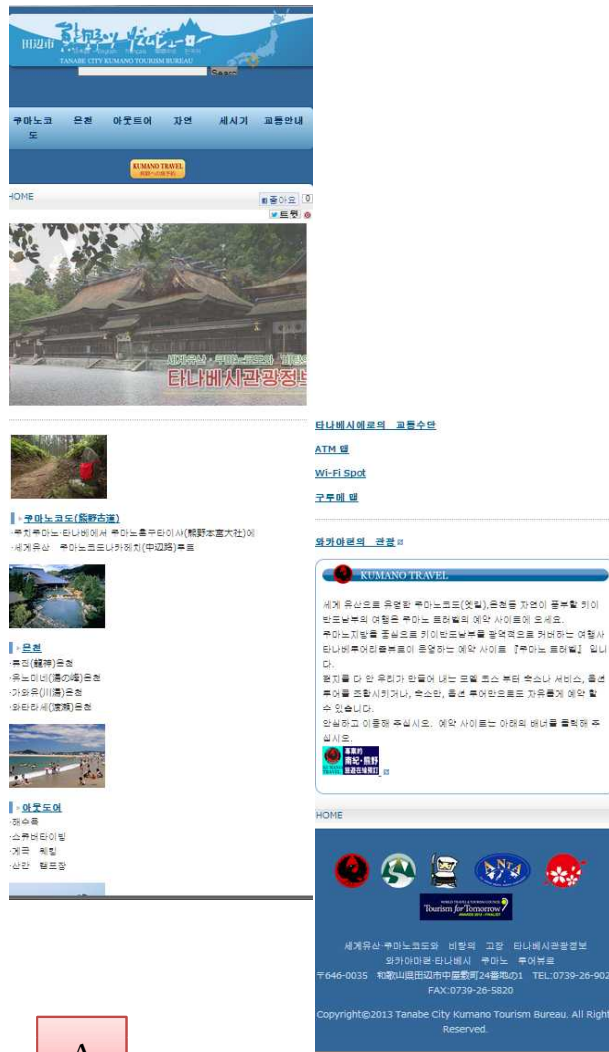 田辺市
TANABE CITY KUMANO TOURISM BUREAU
쿠마노코도 온천 아웃트어 자연 세시기 교통안내
KUMANO TRAVEL
HOME
좋아요 0
트윗
타나베시관광정보
쿠마노코도(熊野古道)
·쿠치쿠마노·타나베에서 쿠마노혼구타이샤(熊野本宮大社)에
·세계유산 쿠마노코도나카헤치(中辺路)루트
온천
·류진(龍神)온천
·유노미네(湯の峰)온천
·가와유(川湯)온천
·와타라세(渡瀬)온천
아웃도어
·해수욕
·스쿠버타이빙
·계곡 워킹
·산간 캠프장
타나베시에로의 교통수단
ATM 맵
Wi-Fi Spot
구루메 맵
와카야마현의 관광
KUMANO TRAVEL
세계 유산으로 유명한 쿠마노코도(옛길),온천등 자연이 풍부할 키이
반도남부의 여행은 쿠마노 트러벨의 예약 사이트에 오세요.
쿠마노지방을 중심으로 키이반도남부를 광역적으로 커버하는 여행사
타나베투어리즘뷰로이 운영하는 예약 사이트 『쿠마노 트러벨』 입니
다.
현지를 다 안 우리가 만들어 내는 모델 코스 부터 숙소나 서비스, 옵션
투어를 조합시키거나, 숙소만, 옵션 투어만으로도 자유롭게 예약 할
수 있습니다.
안심하고 이용해 주십시오. 예약 사이트는 아래의 배너를 클릭해 주
십시오.
南紀·熊野
HOME
ANTA
Tourism for Tomorrow
세계유산·쿠마노코도와 비탕의 고장 타나베시관광정보
와카야마현·타나베시 쿠마노 투어뷰로
〒646-0035 和歌山県田辺市中屋敷町24番地の1 TEL:0739-26-902
FAX:0739-26-5820
Copyright©2013 Tanabe City Kumano Tourism Bureau. All Right
Reserved.
A